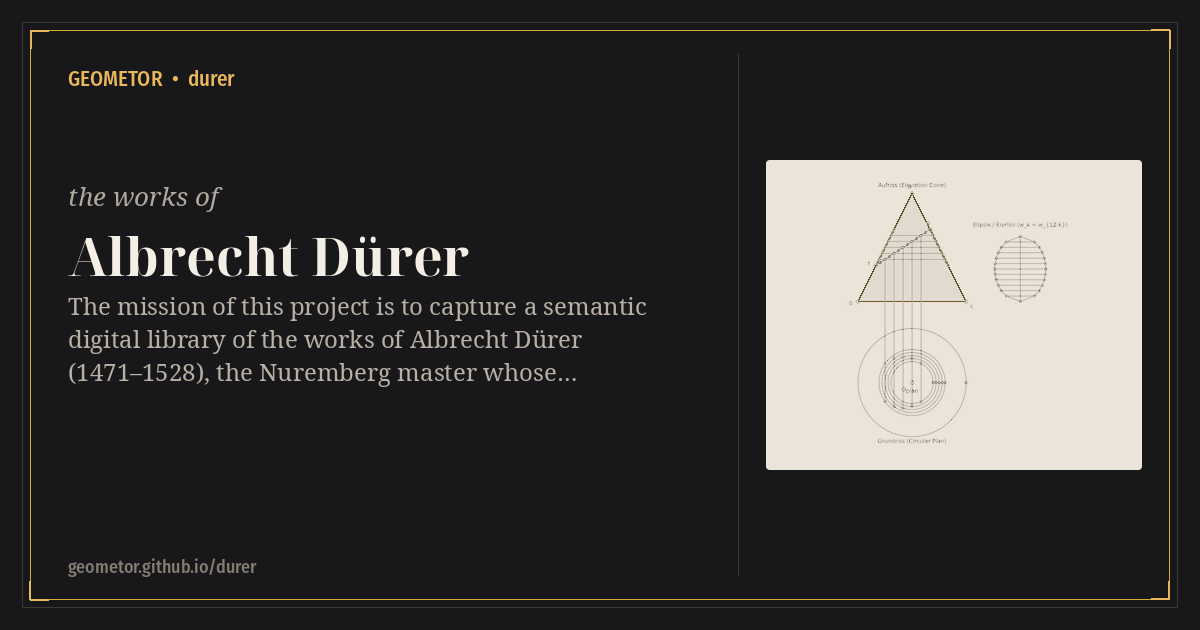 GEOMETOR • durer
the works of
Albrecht Dürer
The mission of this project is to capture a semantic
digital library of the works of Albrecht Dürer
(1471–1528), the Nuremberg master whose...
geometor.github.io/durer
Aufriss (Elevation Cone)
Elipsis / Eierlini (w_k = w_{12-k})
b
c
plan
Grundriss (Circular Plan)